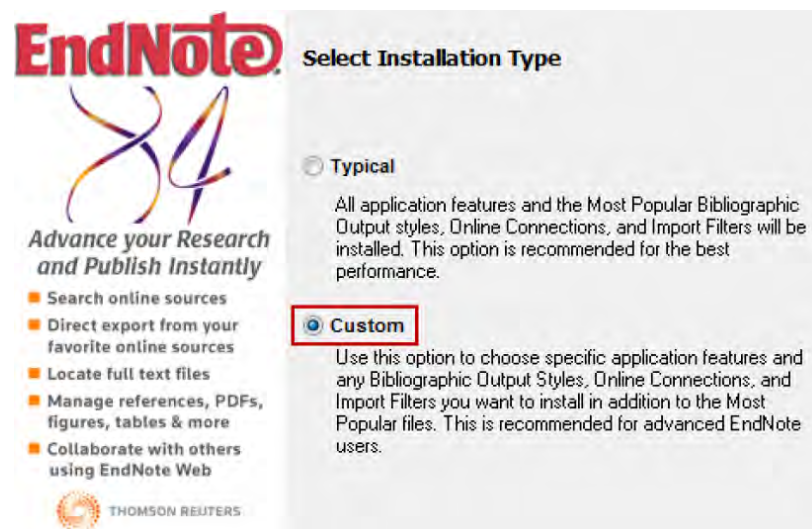 EndNote
X4
Advance your Research
and Publish Instantly
Search online sources
Direct export from your
favorite online sources
Locate full text files
Manage references, PDFs,
figures, tables & more
Collaborate with others
using EndNote Web
THOMSON REUTERS
Select Installation Type
Typical
All application features and the Most Popular Bibliographic
Output styles, Online Connections, and Import Filters will be
installed. This option is recommended for the best
performance.
Custom
Use this option to choose specific application features and
any Bibliographic Output Styles, Online Connections, and
Import Filters you want to install in addition to the Most
Popular files. This is recommended for advanced EndNote
users.